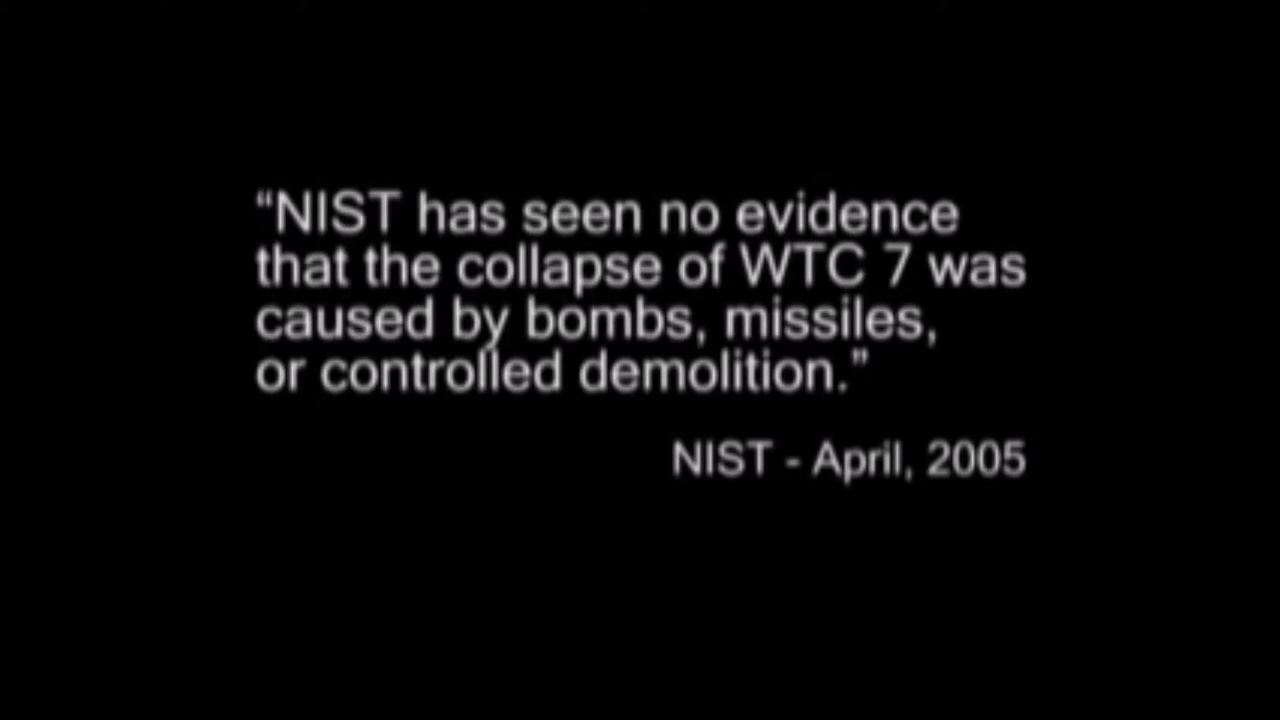 “NIST has seen no evidence
that the collapse of WTC 7 was
caused by bombs, missiles,
or controlled demolition.”
NIST - April, 2005